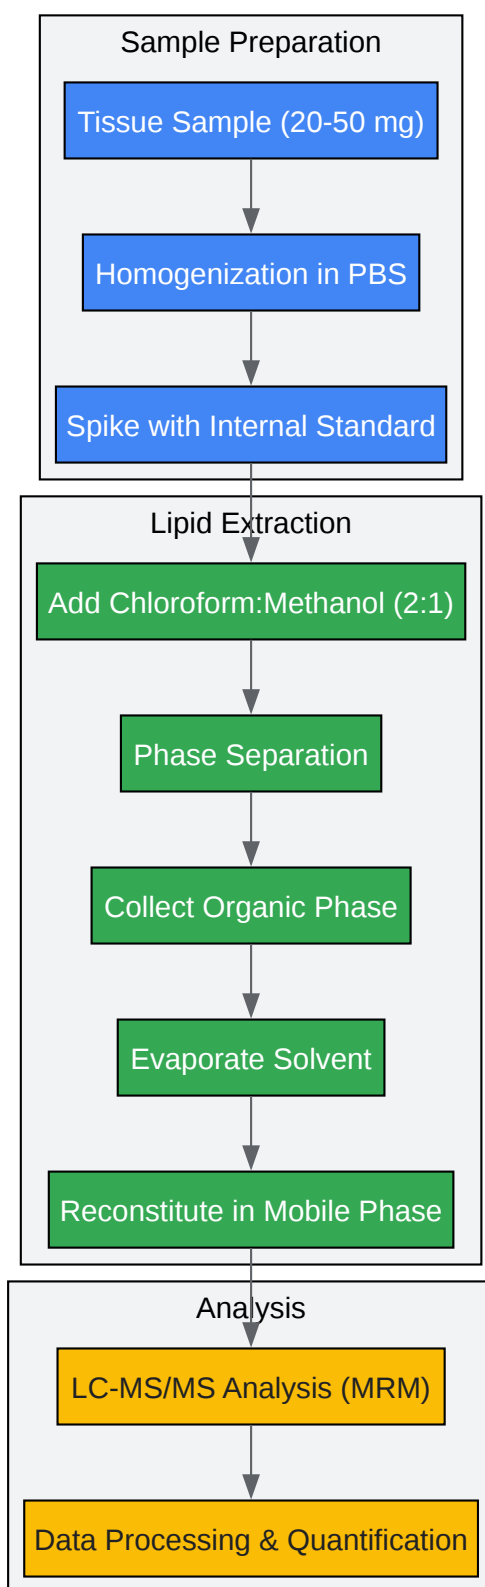 Sample Preparation
Tissue Sample (20-50 mg)
Homogenization in PBS
Spike with Internal Standard
Lipid Extraction
Add Chloroform:Methanol (2:1)
Phase Separation
Collect Organic Phase
Evaporate Solvent
Reconstitute in Mobile Phase
Analysis
LC-MS/MS Analysis (MRM)
Data Processing & Quantification